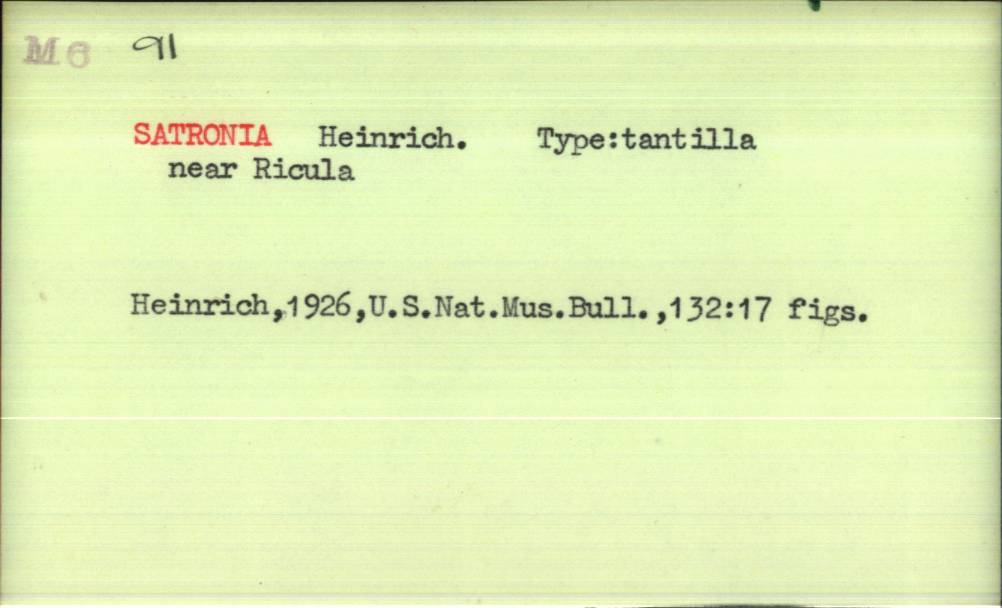 M6 91
SATRONIA Heinrich. Type:tantilla
near Ricula
Heinrich,1926,U.S.Nat.Mus.Bull.,132:17 figs.